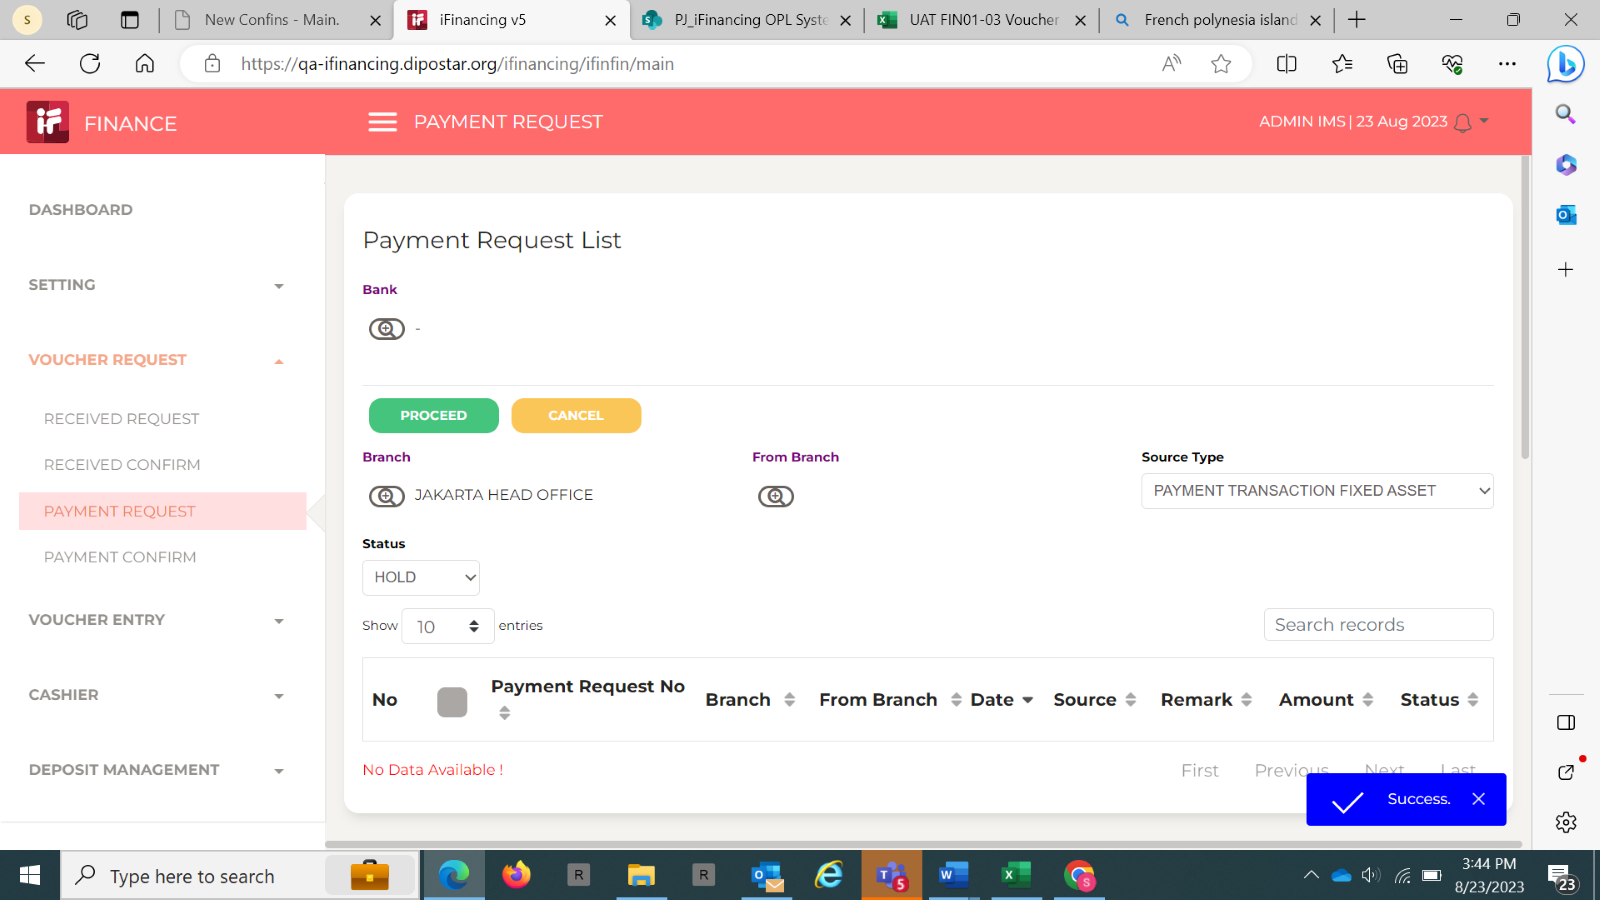 S
New Confins - Main.
iFinancing v5
PJ_iFinancing OPL Syste
UAT FIN01-03 Voucher
French polynesia island
https://qa-ifinancing.dipostar.org/ifinancing/ifinfin/main
iF FINANCE
PAYMENT REQUEST
ADMIN IMS | 23 Aug 2023
DASHBOARD
SETTING
VOUCHER REQUEST
RECEIVED REQUEST
RECEIVED CONFIRM
PAYMENT REQUEST
PAYMENT CONFIRM
VOUCHER ENTRY
CASHIER
DEPOSIT MANAGEMENT
Payment Request List
Bank
-
PROCEED CANCEL
Branch From Branch Source Type
JAKARTA HEAD OFFICE PAYMENT TRANSACTION FIXED ASSET
Status
HOLD
Show 10 entries Search records
No Payment Request No Branch From Branch Date Source Remark Amount Status
No Data Available ! First Previous Next Last
Success.
Type here to search
3:44 PM
8/23/2023
5
23